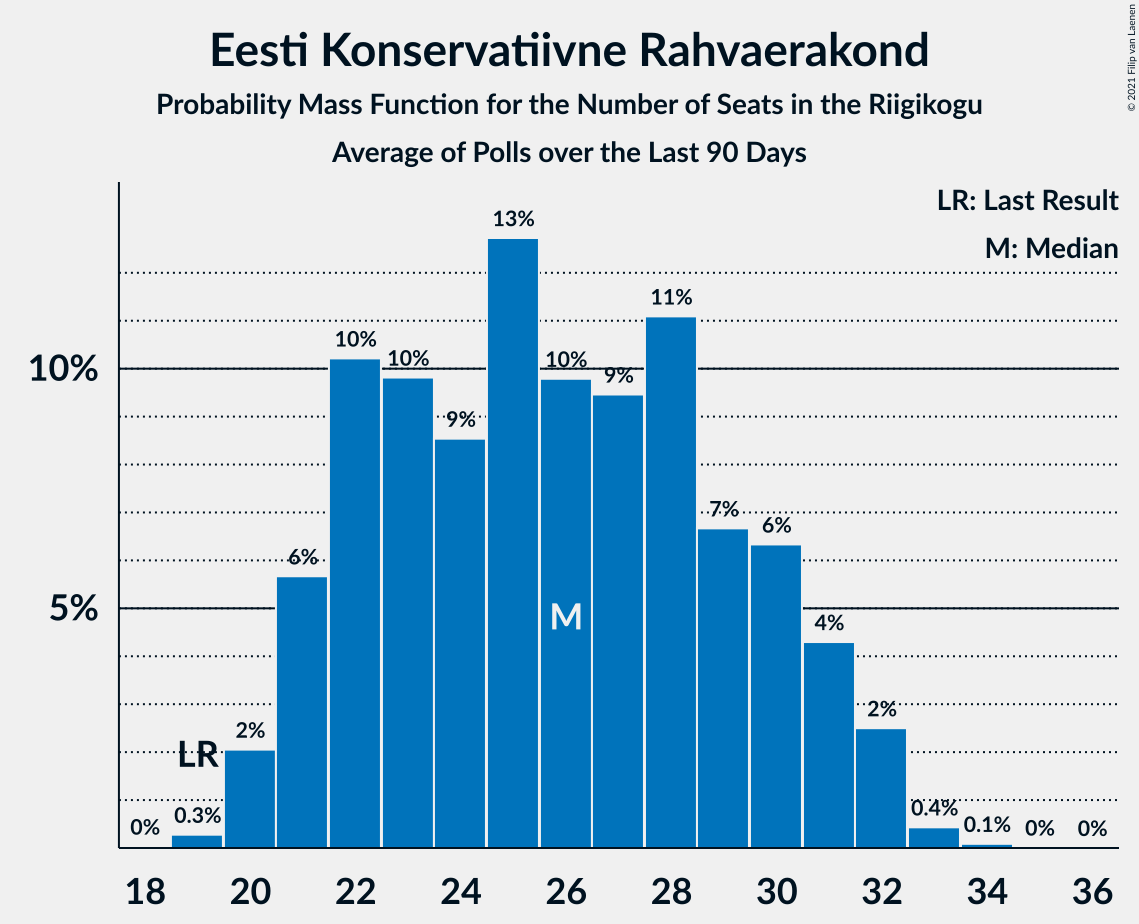 Eesti Konservatiivne Rahvaerakond
Probability Mass Function for the Number of Seats in the Riigikogu
Average of Polls over the Last 90 Days
© 2021 Filip van Laenen
LR: Last Result
M: Median
10%
5%
0%
0.3%
2%
6%
10%
10%
9%
13%
10%
9%
11%
7%
6%
4%
2%
0.4%
0.1%
0%
0%
LR
M
18 20 22 24 26 28 30 32 34 36